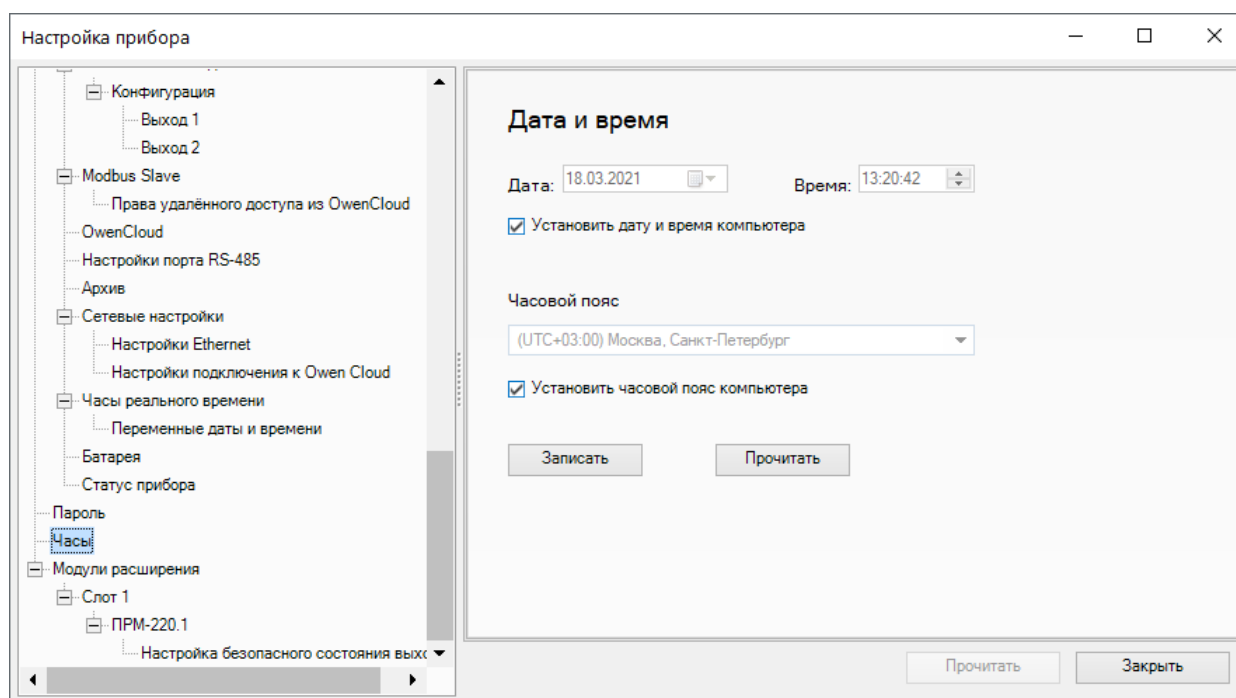 Настройка прибора
Конфигурация
Выход 1
Выход 2
Modbus Slave
Права удалённого доступа из OwenCloud
OwenCloud
Настройки порта RS-485
Архив
Сетевые настройки
Настройки Ethernet
Настройки подключения к Owen Cloud
Часы реального времени
Переменные даты и времени
Батарея
Статус прибора
Пароль
Часы
Модули расширения
Слот 1
ПРМ-220.1
Настройка безопасного состояния
Дата и время
Дата: 18.03.2021 Время: 13:20:42
Установить дату и время компьютера
Часовой пояс
(UTC+03:00) Москва, Санкт-Петербург
Установить часовой пояс компьютера
Записать Прочитать
Прочитать Закрыть